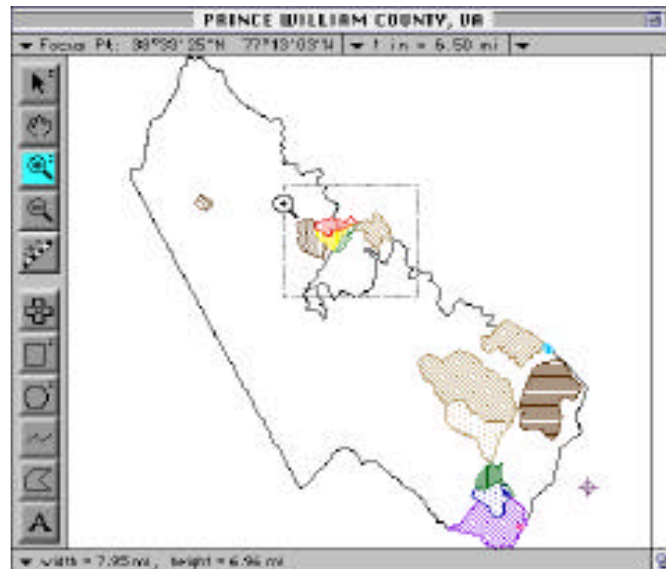 PRINCE WILLIAM COUNTY, VA
Focus Pt: 38°39'25"N 77°13'03"W 1 in = 6.50 mi
A
width = 7.95 mi, height = 6.96 mi